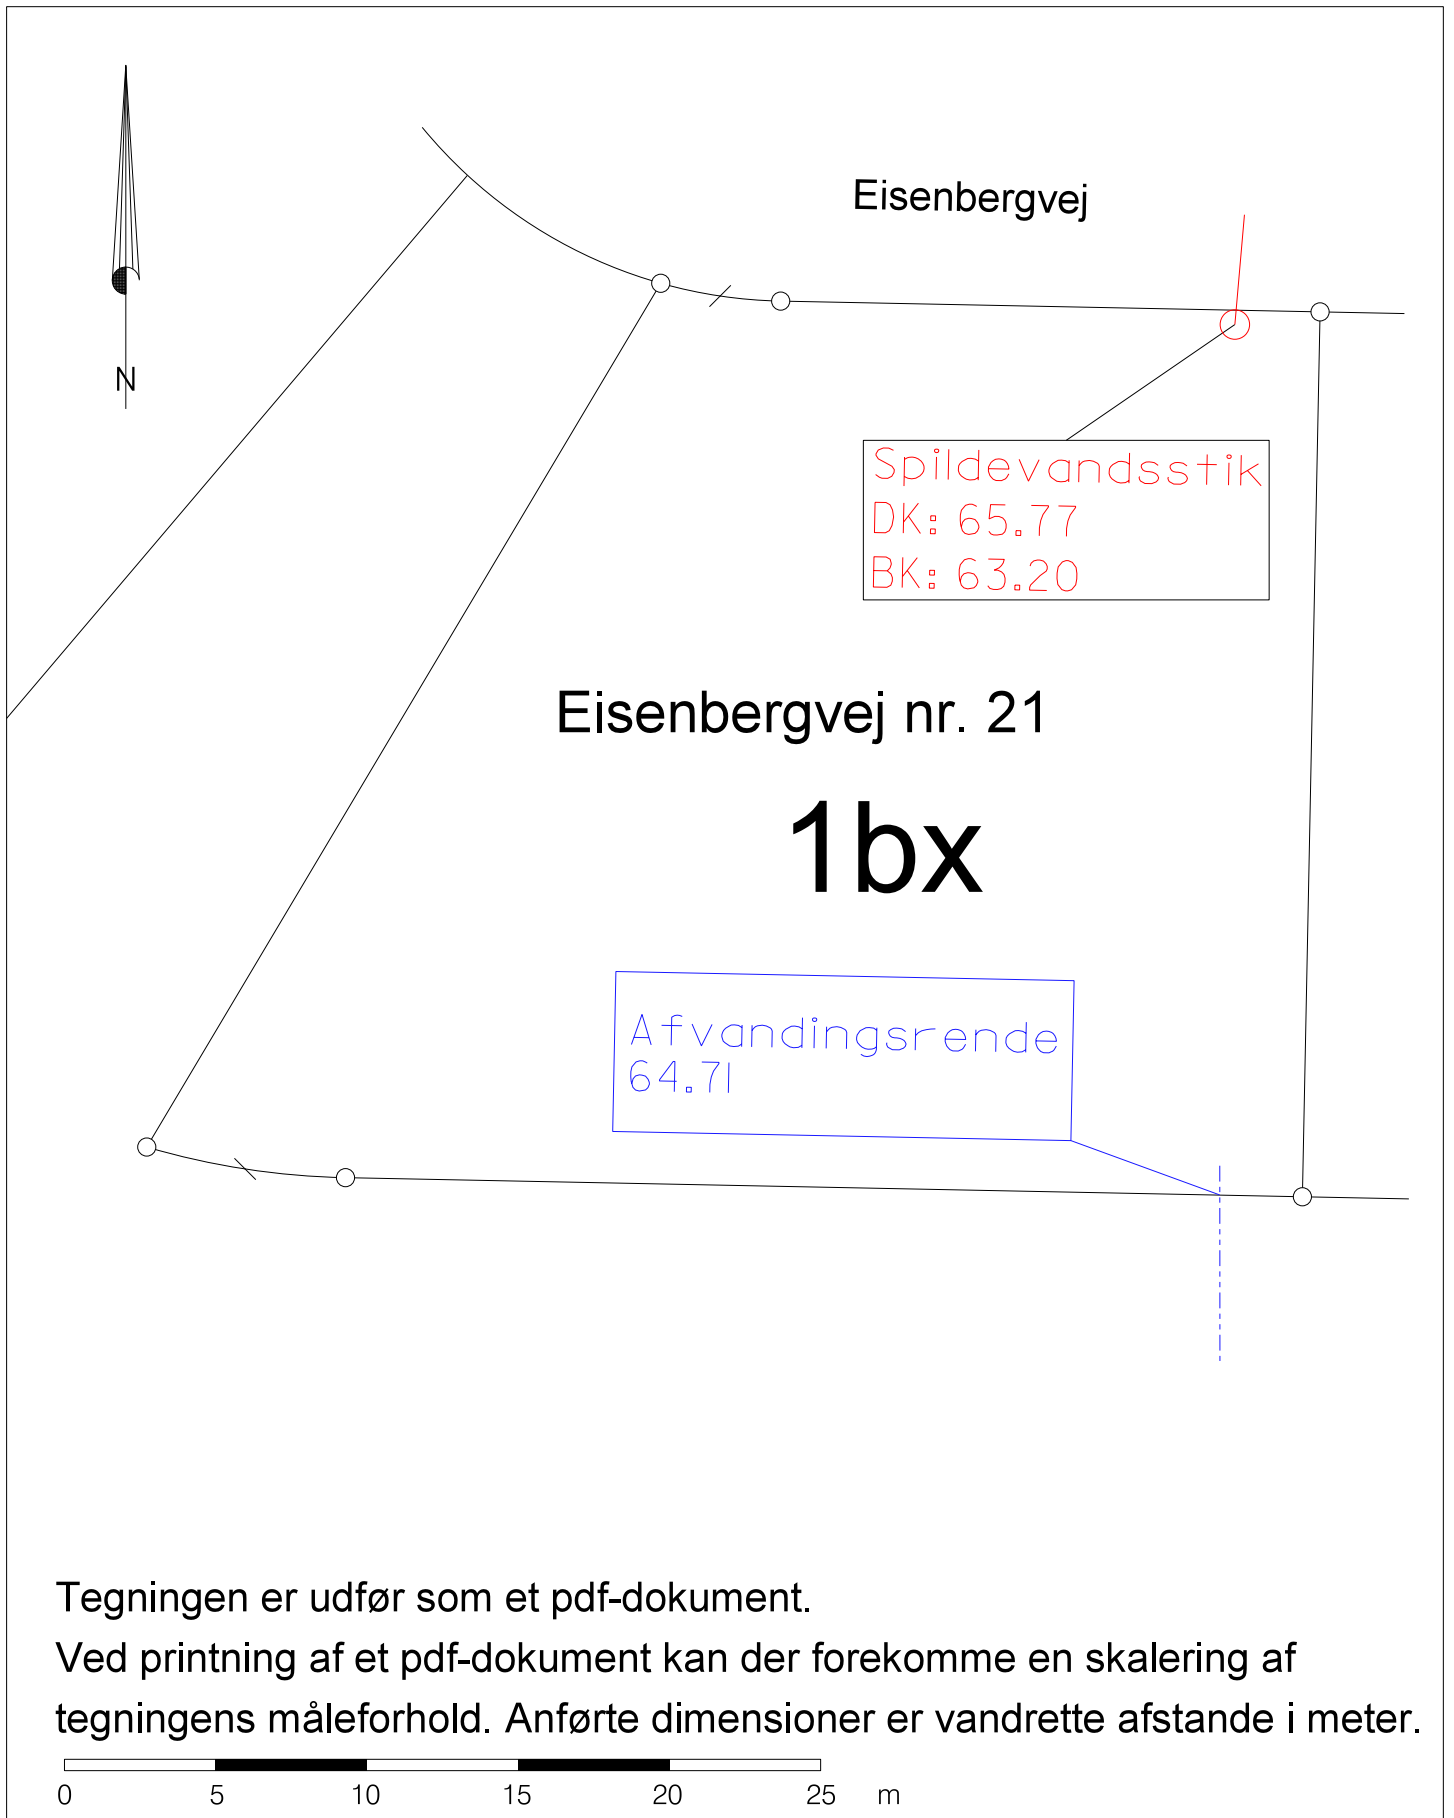 Eisenbergvej
N
Spildevandsstik
DK: 65.77
BK: 63.20
Eisenbergvej nr. 21
1bx
Afvandingsrende
64.71
Tegningen er udfør som et pdf-dokument.
Ved printning af et pdf-dokument kan der forekomme en skalering af
tegningens måleforhold. Anførte dimensioner er vandrette afstande i meter.
0 5 10 15 20 25 m